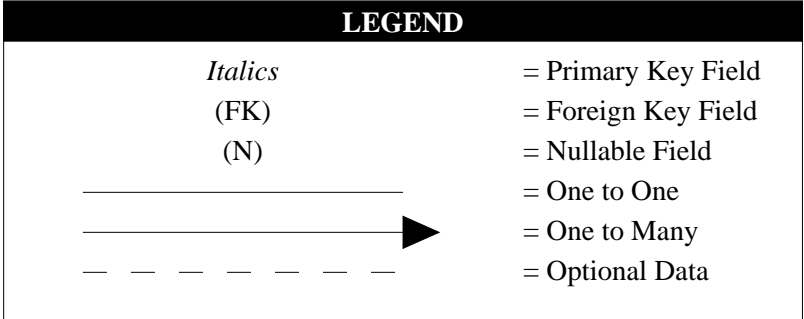 LEGEND
Italics = Primary Key Field
(FK) = Foreign Key Field
(N) = Nullable Field
= One to One
= One to Many
= Optional Data